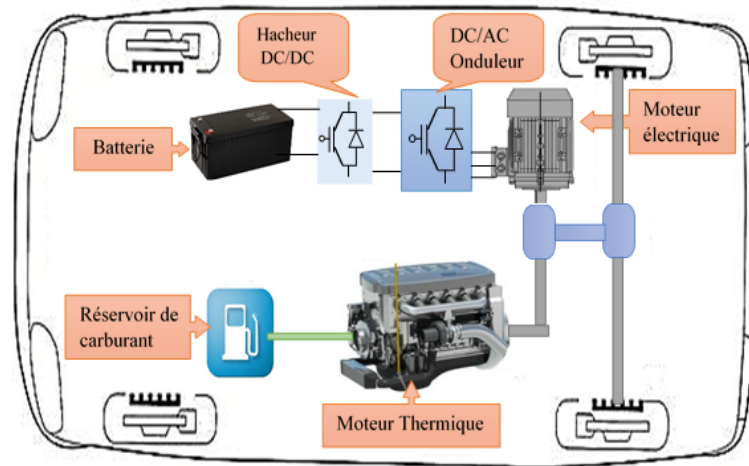 Hacheur
DC/DC
DC/AC
Onduleur
Batterie
Moteur
électrique
Réservoir de
carburant
Moteur Thermique